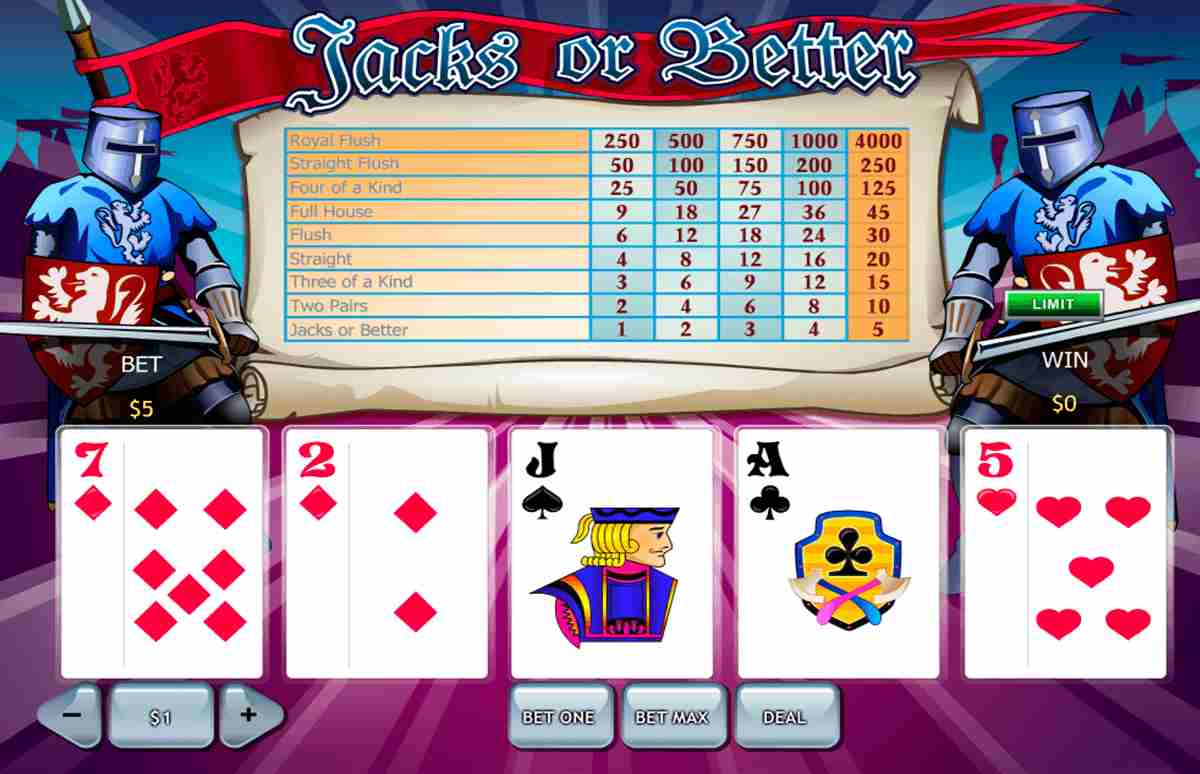 Jacks or Better
Royal Flush 250 500 750 1000 4000
Straight Flush 50 100 150 200 250
Four of a Kind 25 50 75 100 125
Full House 9 18 27 36 45
Flush 6 12 18 24 30
Straight 4 8 12 16 20
Three of a Kind 3 6 9 12 15
Two Pairs 2 4 6 8 10
Jacks or Better 1 2 3 4 5
LIMIT
BET
WIN
$5
$0
7 2 J A 5
− $1 + BET ONE BET MAX DEAL